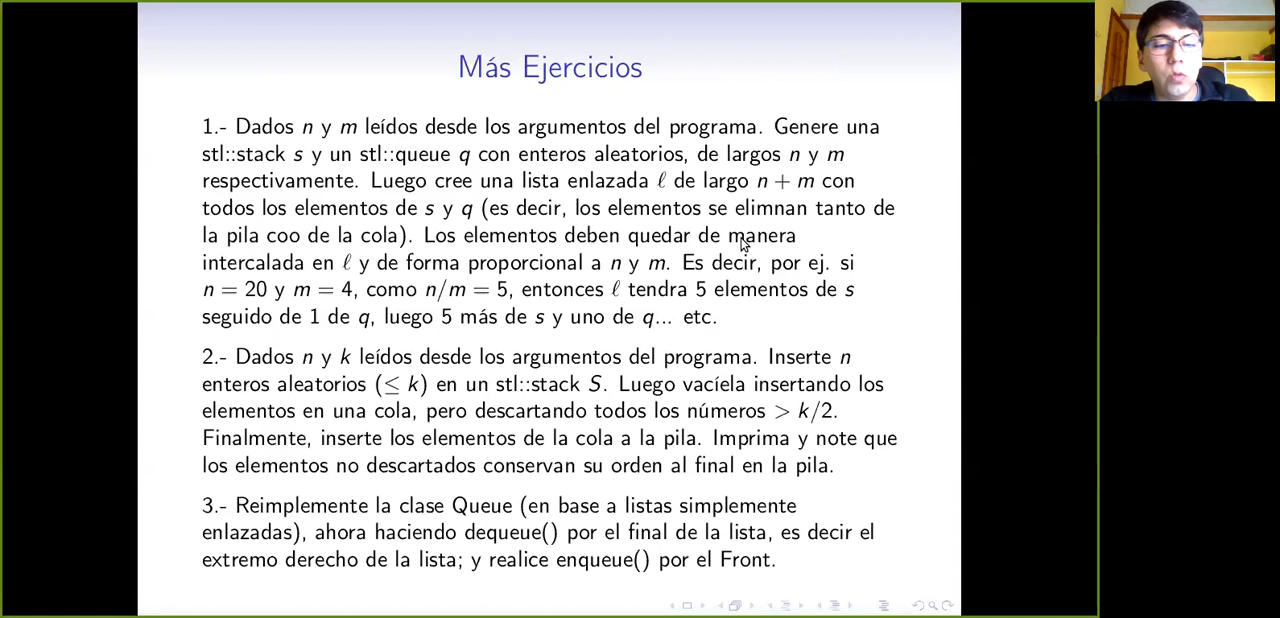 Más Ejercicios
1.- Dados n y m leídos desde los argumentos del programa. Genere una
stl::stack s y un stl::queue q con enteros aleatorios, de largos n y m
respectivamente. Luego cree una lista enlazada ℓ de largo n + m con
todos los elementos de s y q (es decir, los elementos se elimnan tanto de
la pila coo de la cola). Los elementos deben quedar de manera
intercalada en ℓ y de forma proporcional a n y m. Es decir, por ej. si
n = 20 y m = 4, como n/m = 5, entonces ℓ tendra 5 elementos de s
seguido de 1 de q, luego 5 más de s y uno de q... etc.
2.- Dados n y k leídos desde los argumentos del programa. Inserte n
enteros aleatorios (≤ k) en un stl::stack S. Luego vacíela insertando los
elementos en una cola, pero descartando todos los números > k/2.
Finalmente, inserte los elementos de la cola a la pila. Imprima y note que
los elementos no descartados conservan su orden al final en la pila.
3.- Reimplemente la clase Queue (en base a listas simplemente
enlazadas), ahora haciendo dequeue() por el final de la lista, es decir el
extremo derecho de la lista; y realice enqueue() por el Front.